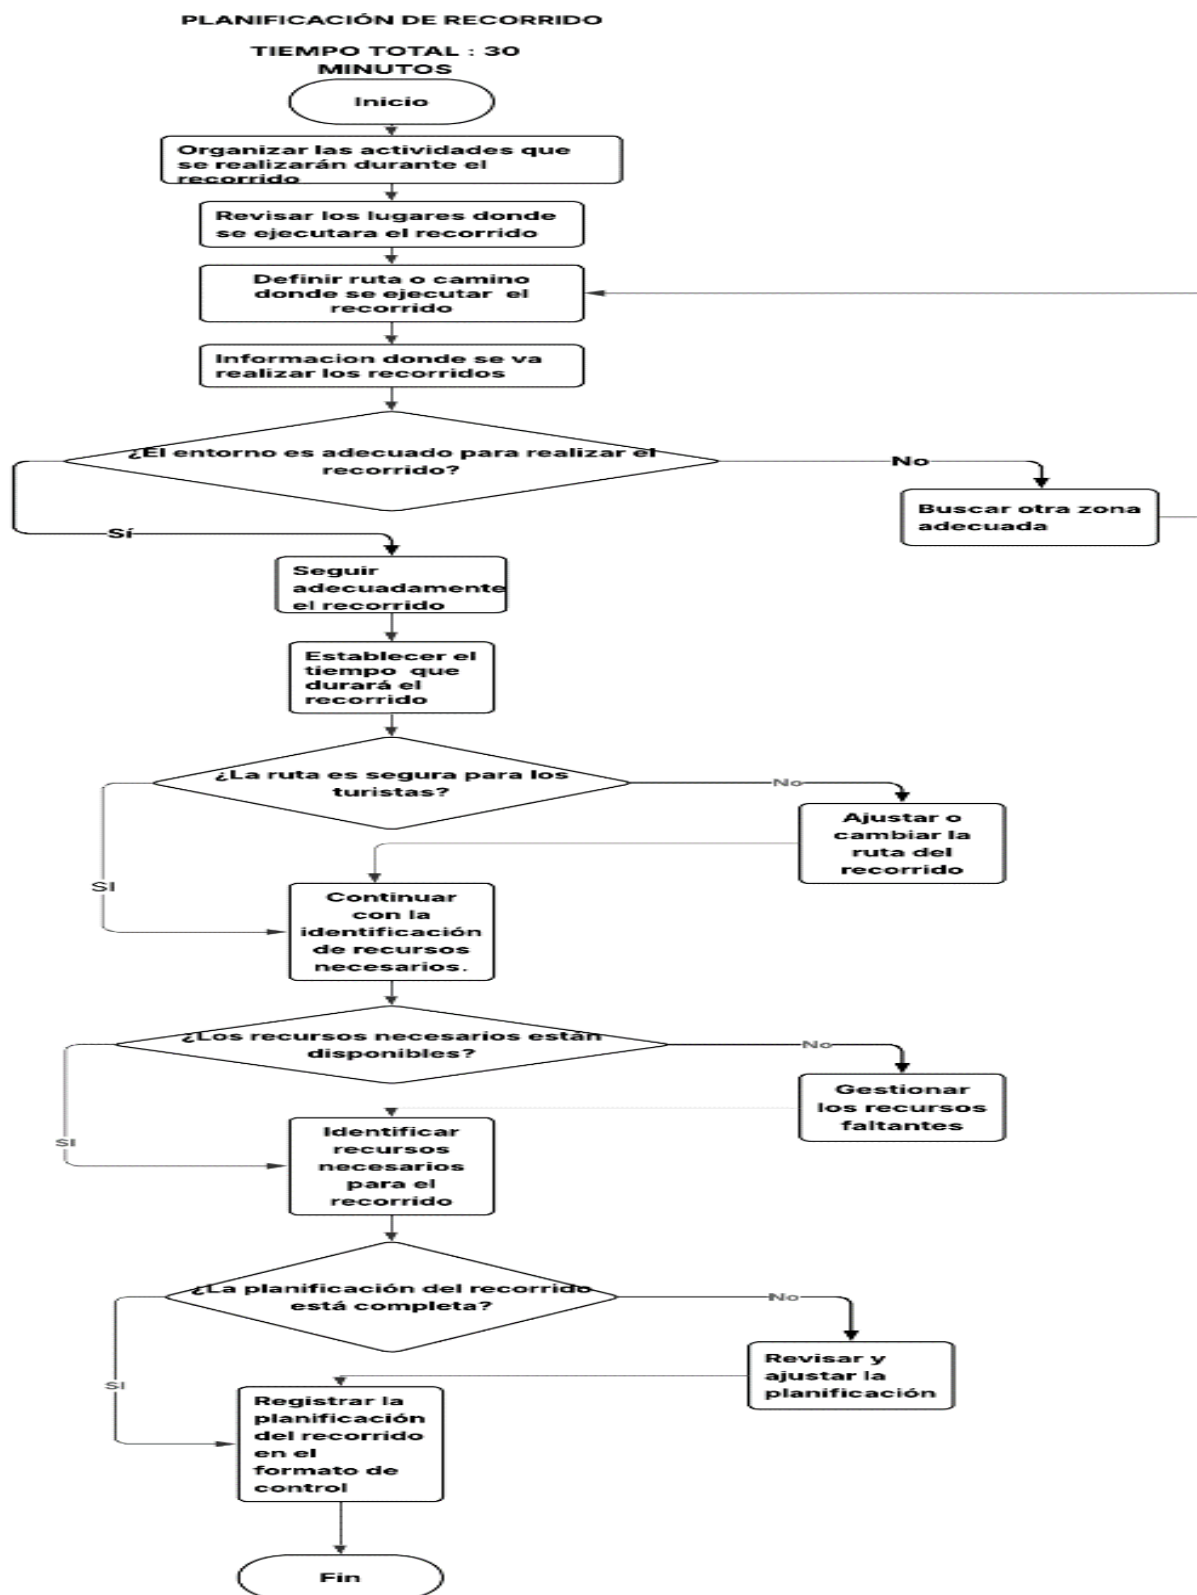 PLANIFICACIÓN DE RECORRIDO
TIEMPO TOTAL : 30
MINUTOS
Inicio
Organizar las actividades que
se realizarán durante el
recorrido
Revisar los lugares donde
se ejecutara el recorrido
Definir ruta o camino
donde se ejecutar el
recorrido
Informacion donde se va
realizar los recorridos
¿El entorno es adecuado para realizar el
recorrido?
No
Buscar otra zona
adecuada
Sí
Seguir
adecuadamente
el recorrido
Establecer el
tiempo que
durará el
recorrido
¿La ruta es segura para los
turistas?
No
Ajustar o
cambiar la
ruta del
recorrido
SI
Continuar
con la
identificación
de recursos
necesarios.
¿Los recursos necesarios están
disponibles?
No
Gestionar
los recursos
faltantes
SI
Identificar
recursos
necesarios
para el
recorrido
¿La planificación del recorrido
está completa?
No
Revisar y
ajustar la
planificación
SI
Registrar la
planificación
del recorrido
en el
formato de
control
Fin